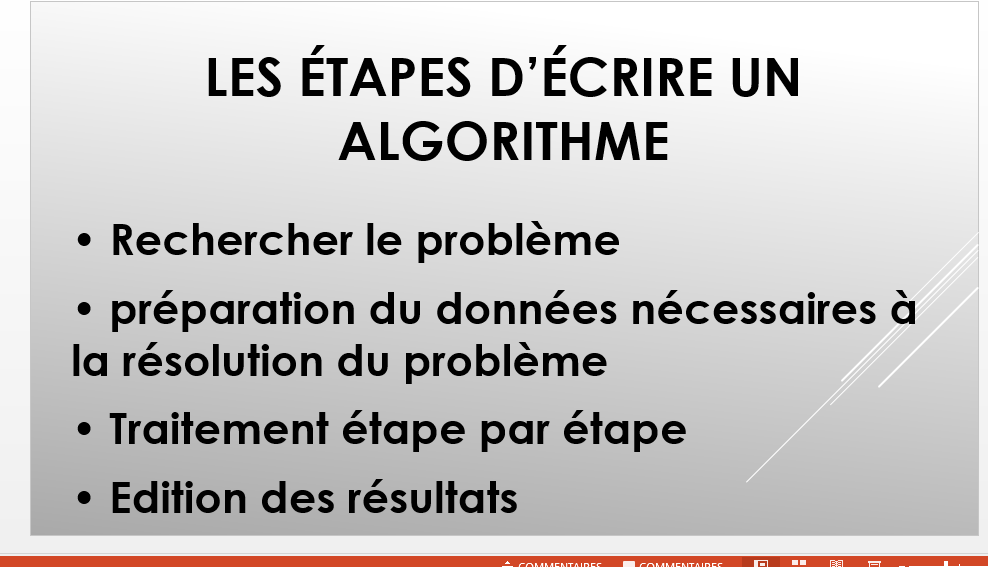 LES ÉTAPES D’ÉCRIRE UN
ALGORITHME
• Rechercher le problème
• préparation du données nécessaires à
la résolution du problème
• Traitement étape par étape
• Edition des résultats
COMMENTAIRES COMMENTAIRES